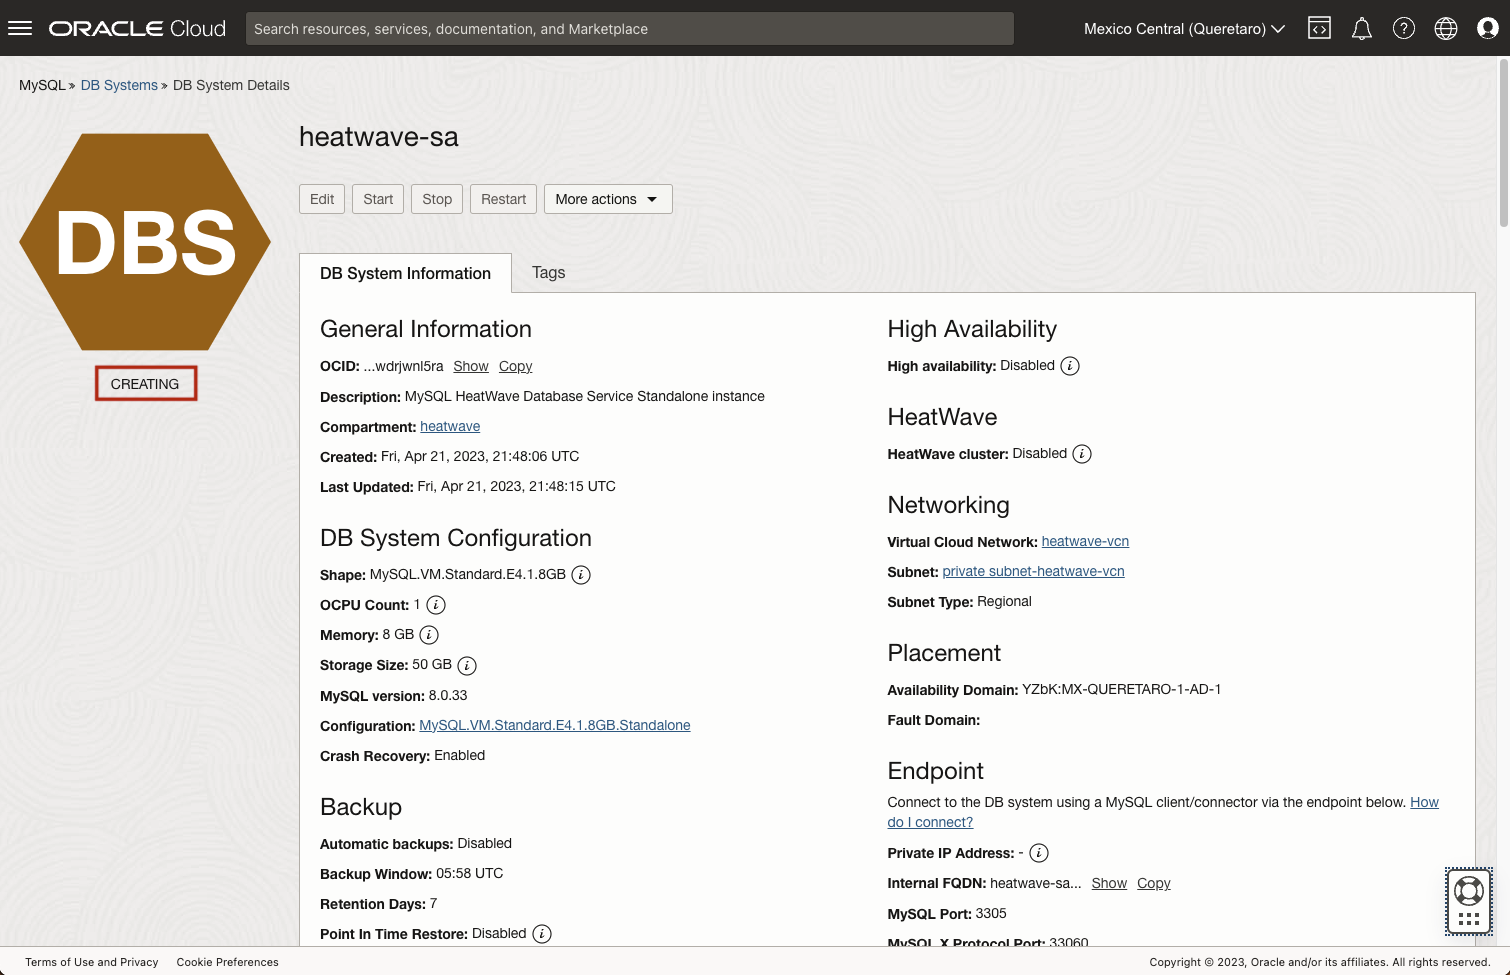 ORACLE Cloud
Search resources, services, documentation, and Marketplace
Mexico Central (Queretaro)
MySQL » DB Systems » DB System Details
DBS
CREATING
heatwave-sa
Edit Start Stop Restart More actions
DB System Information Tags
General Information
OCID: ...wdrjwnl5ra Show Copy
Description: MySQL HeatWave Database Service Standalone instance
Compartment: heatwave
Created: Fri, Apr 21, 2023, 21:48:06 UTC
Last Updated: Fri, Apr 21, 2023, 21:48:15 UTC
DB System Configuration
Shape: MySQL.VM.Standard.E4.1.8GB
OCPU Count: 1
Memory: 8 GB
Storage Size: 50 GB
MySQL version: 8.0.33
Configuration: MySQL.VM.Standard.E4.1.8GB.Standalone
Crash Recovery: Enabled
Backup
Automatic backups: Disabled
Backup Window: 05:58 UTC
Retention Days: 7
Point In Time Restore: Disabled
High Availability
High availability: Disabled
HeatWave
HeatWave cluster: Disabled
Networking
Virtual Cloud Network: heatwave-vcn
Subnet: private subnet-heatwave-vcn
Subnet Type: Regional
Placement
Availability Domain: YZbK:MX-QUERETARO-1-AD-1
Fault Domain:
Endpoint
Connect to the DB system using a MySQL client/connector via the endpoint below. How
do I connect?
Private IP Address: -
Internal FQDN: heatwave-sa... Show Copy
MySQL Port: 3305
MySQL X Protocol Port: 33060
Terms of Use and Privacy Cookie Preferences
Copyright © 2023, Oracle and/or its affiliates. All rights reserved.